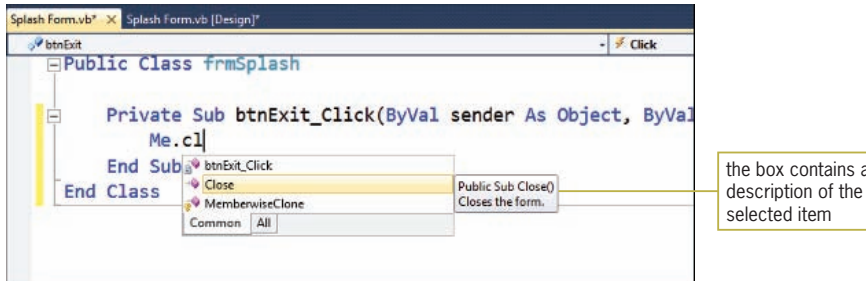 Splash Form.vb* X Splash Form.vb [Design]*
btnExit Click
Public Class frmSplash
Private Sub btnExit_Click(ByVal sender As Object, ByVal
Me.cl
End Sub
btnExit_Click
End Class
Close
MemberwiseClone
Common All
Public Sub Close()
Closes the form.
the box contains a
description of the
selected item